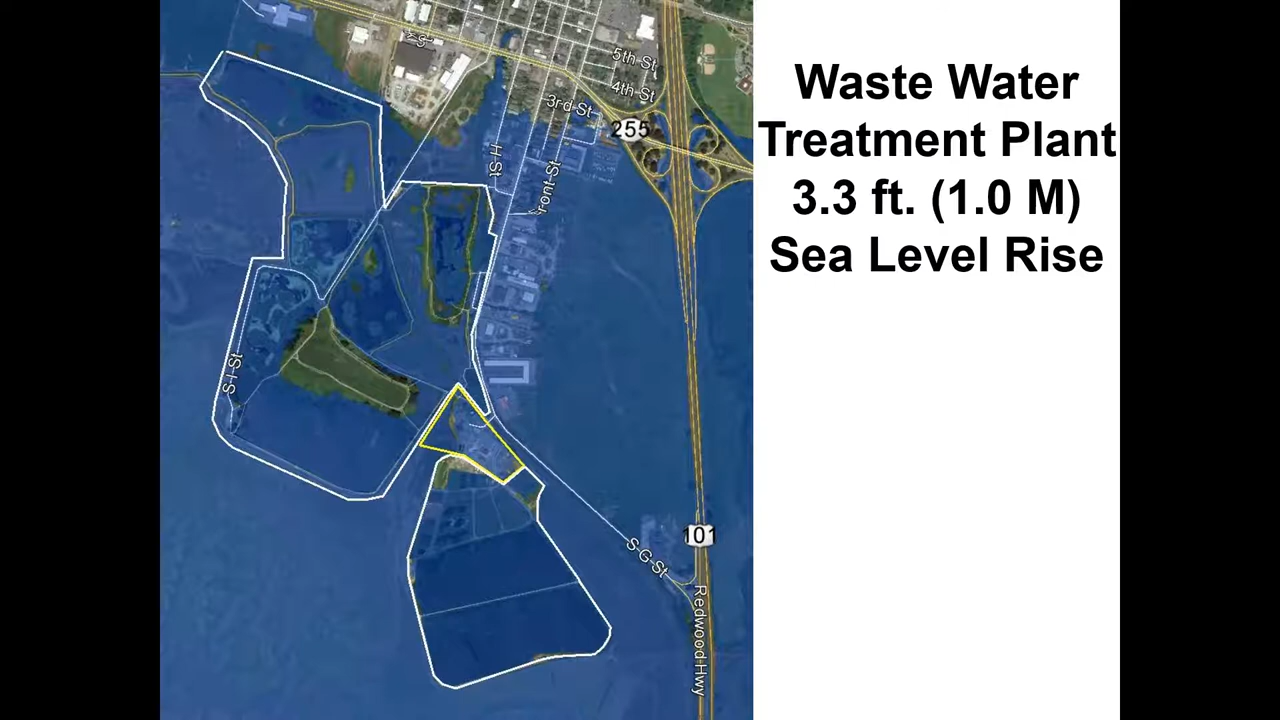 Waste Water
Treatment Plant
3.3 ft. (1.0 M)
Sea Level Rise
5th St
4th St
3rd St
255
H St
ront St
S I St
101
S G St
Redwood Hwy